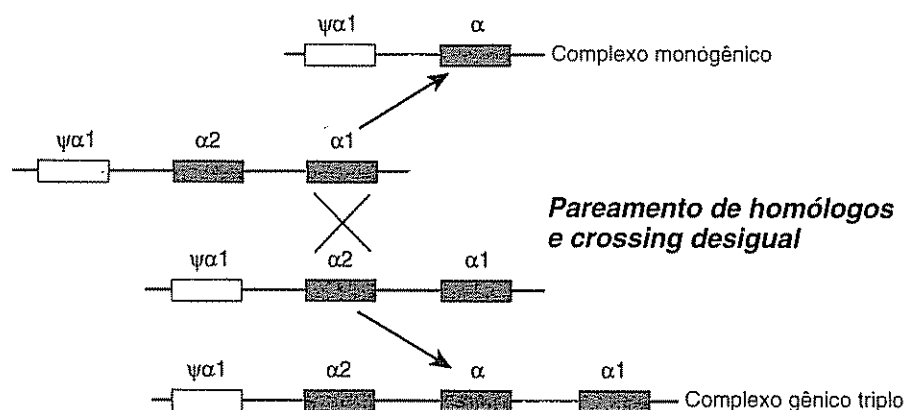 ψα1 α
Complexo monogênico
ψα1 α2 α1
Pareamento de homólogos
e crossing desigual
ψα1 α2 α1
ψα1 α2 α α1
Complexo gênico triplo